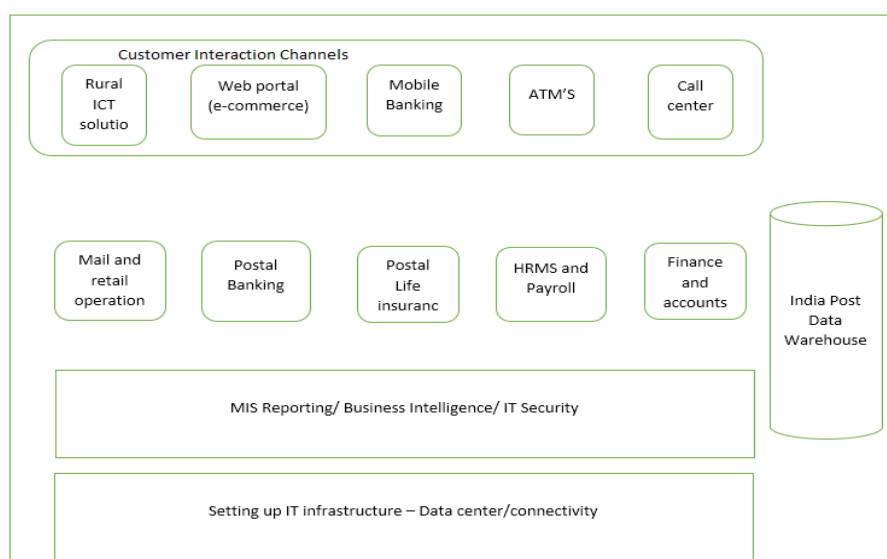 Customer Interaction Channels
Rural
ICT
solutio
Web portal
(e-commerce)
Mobile
Banking
ATM'S
Call
center
Mail and
retail
operation
Postal
Banking
Postal
Life
insuranc
HRMS and
Payroll
Finance
and
accounts
India Post
Data
Warehouse
MIS Reporting/ Business Intelligence/ IT Security
Setting up IT infrastructure – Data center/connectivity